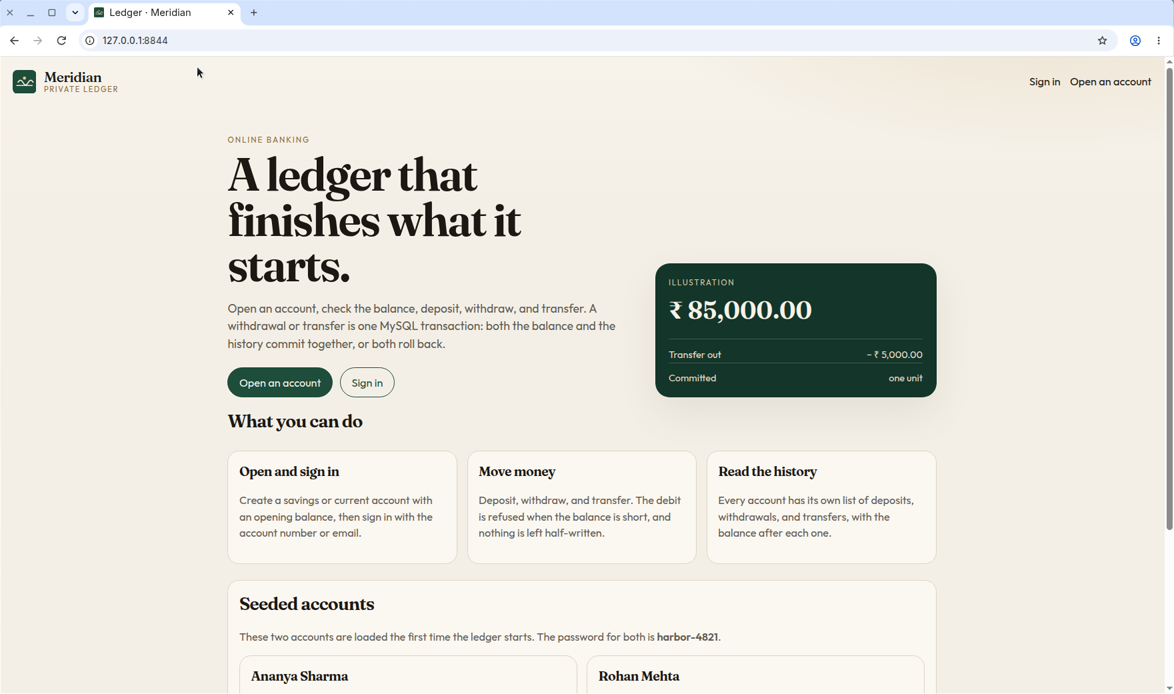 Ledger · Meridian
127.0.0.1:8844
Meridian
PRIVATE LEDGER
Sign in
Open an account
ONLINE BANKING
A ledger that
finishes what it
starts.
Open an account, check the balance, deposit, withdraw, and transfer. A
withdrawal or transfer is one MySQL transaction: both the balance and the
history commit together, or both roll back.
Open an account
Sign in
ILLUSTRATION
₹ 85,000.00
Transfer out
− ₹ 5,000.00
Committed
one unit
What you can do
Open and sign in
Create a savings or current account with
an opening balance, then sign in with the
account number or email.
Move money
Deposit, withdraw, and transfer. The debit
is refused when the balance is short, and
nothing is left half-written.
Read the history
Every account has its own list of deposits,
withdrawals, and transfers, with the
balance after each one.
Seeded accounts
These two accounts are loaded the first time the ledger starts. The password for both is harbor-4821.
Ananya Sharma
Rohan Mehta